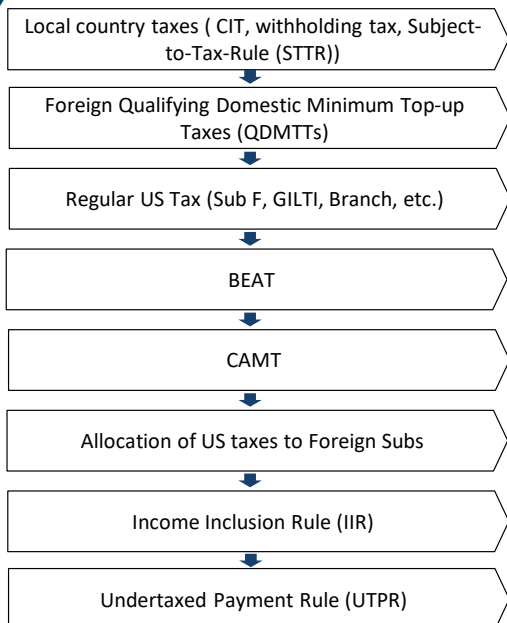 Local country taxes ( CIT, withholding tax, Subject-
to-Tax-Rule (STTR))
Foreign Qualifying Domestic Minimum Top-up
Taxes (QDMTTs)
Regular US Tax (Sub F, GILTI, Branch, etc.)
BEAT
CAMT
Allocation of US taxes to Foreign Subs
Income Inclusion Rule (IIR)
Undertaxed Payment Rule (UTPR)